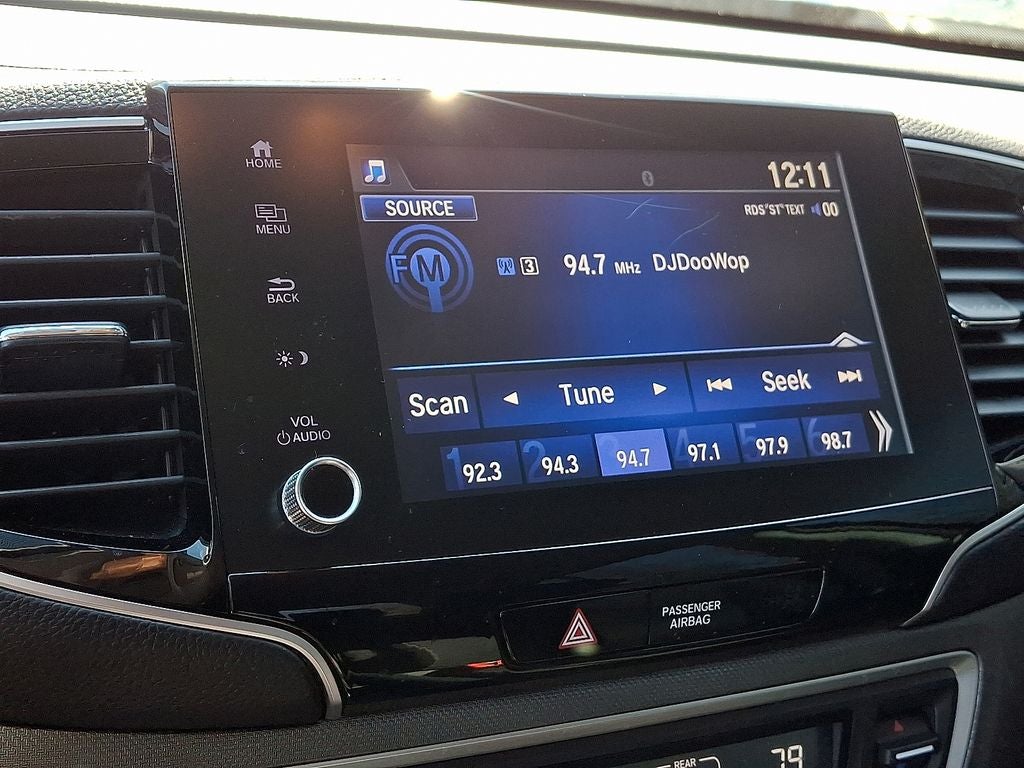 HOME
MENU
BACK
VOL
AUDIO
12:11
SOURCE
RDS ST TEXT 00
FM
3 94.7 MHz DJDooWop
Scan Tune Seek
1 92.3 2 94.3 3 94.7 4 97.1 5 97.9 6 98.7
PASSENGER
AIRBAG
REAR
79